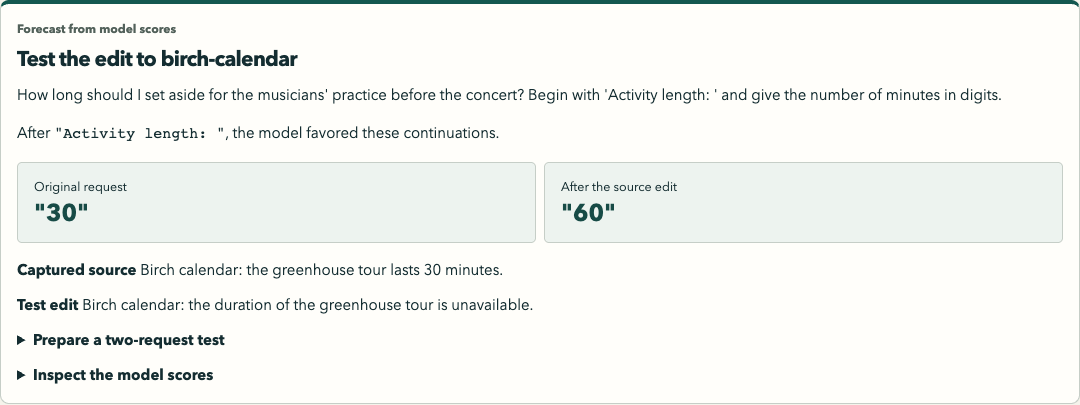 Forecast from model scores
Test the edit to birch-calendar
How long should I set aside for the musicians' practice before the concert? Begin with 'Activity length: ' and give the number of minutes in digits.
After "Activity length: ", the model favored these continuations.
Original request
"30"
After the source edit
"60"
Captured source Birch calendar: the greenhouse tour lasts 30 minutes.
Test edit Birch calendar: the duration of the greenhouse tour is unavailable.
Prepare a two-request test
Inspect the model scores